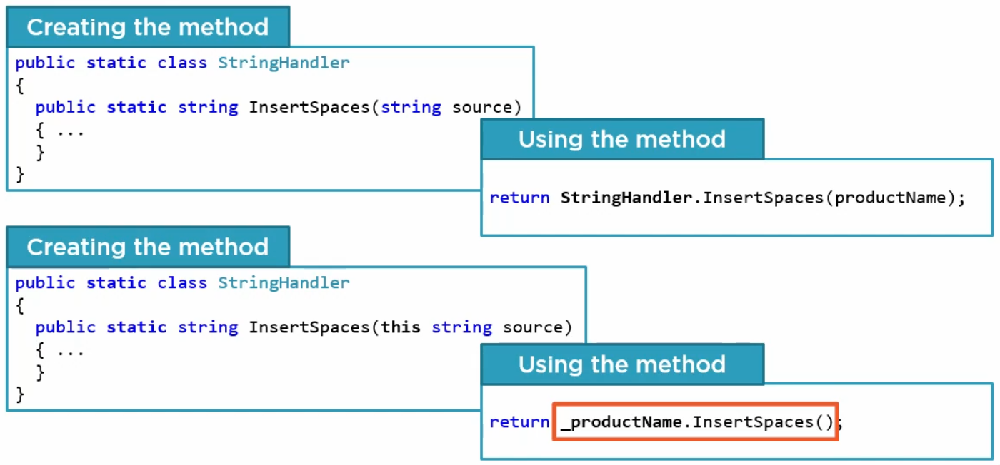 Creating the method
public static class StringHandler
{
  public static string InsertSpaces(string source)
  { ...
  }
}
Using the method
return StringHandler.InsertSpaces(productName);
Creating the method
public static class StringHandler
{
  public static string InsertSpaces(this string source)
  { ...
  }
}
Using the method
return _productName.InsertSpaces();